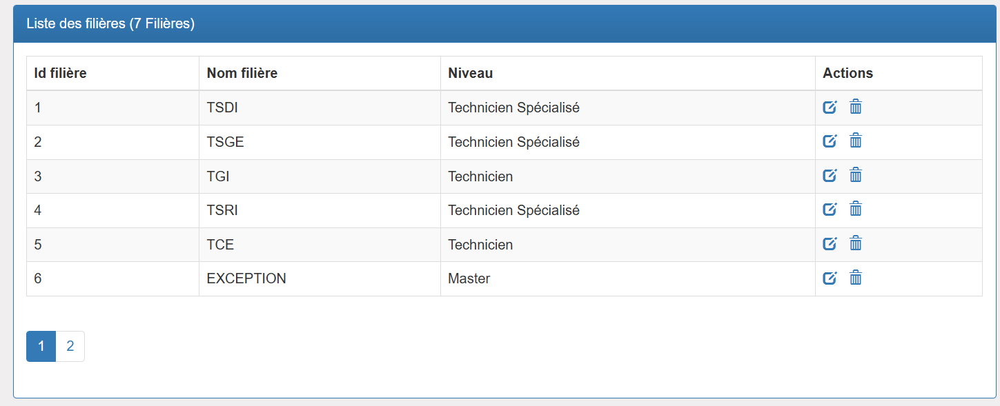 Liste des filières (7 Filières)
Id filière Nom filière Niveau Actions
1 TSDI Technicien Spécialisé
2 TSGE Technicien Spécialisé
3 TGI Technicien
4 TSRI Technicien Spécialisé
5 TCE Technicien
6 EXCEPTION Master
1 2